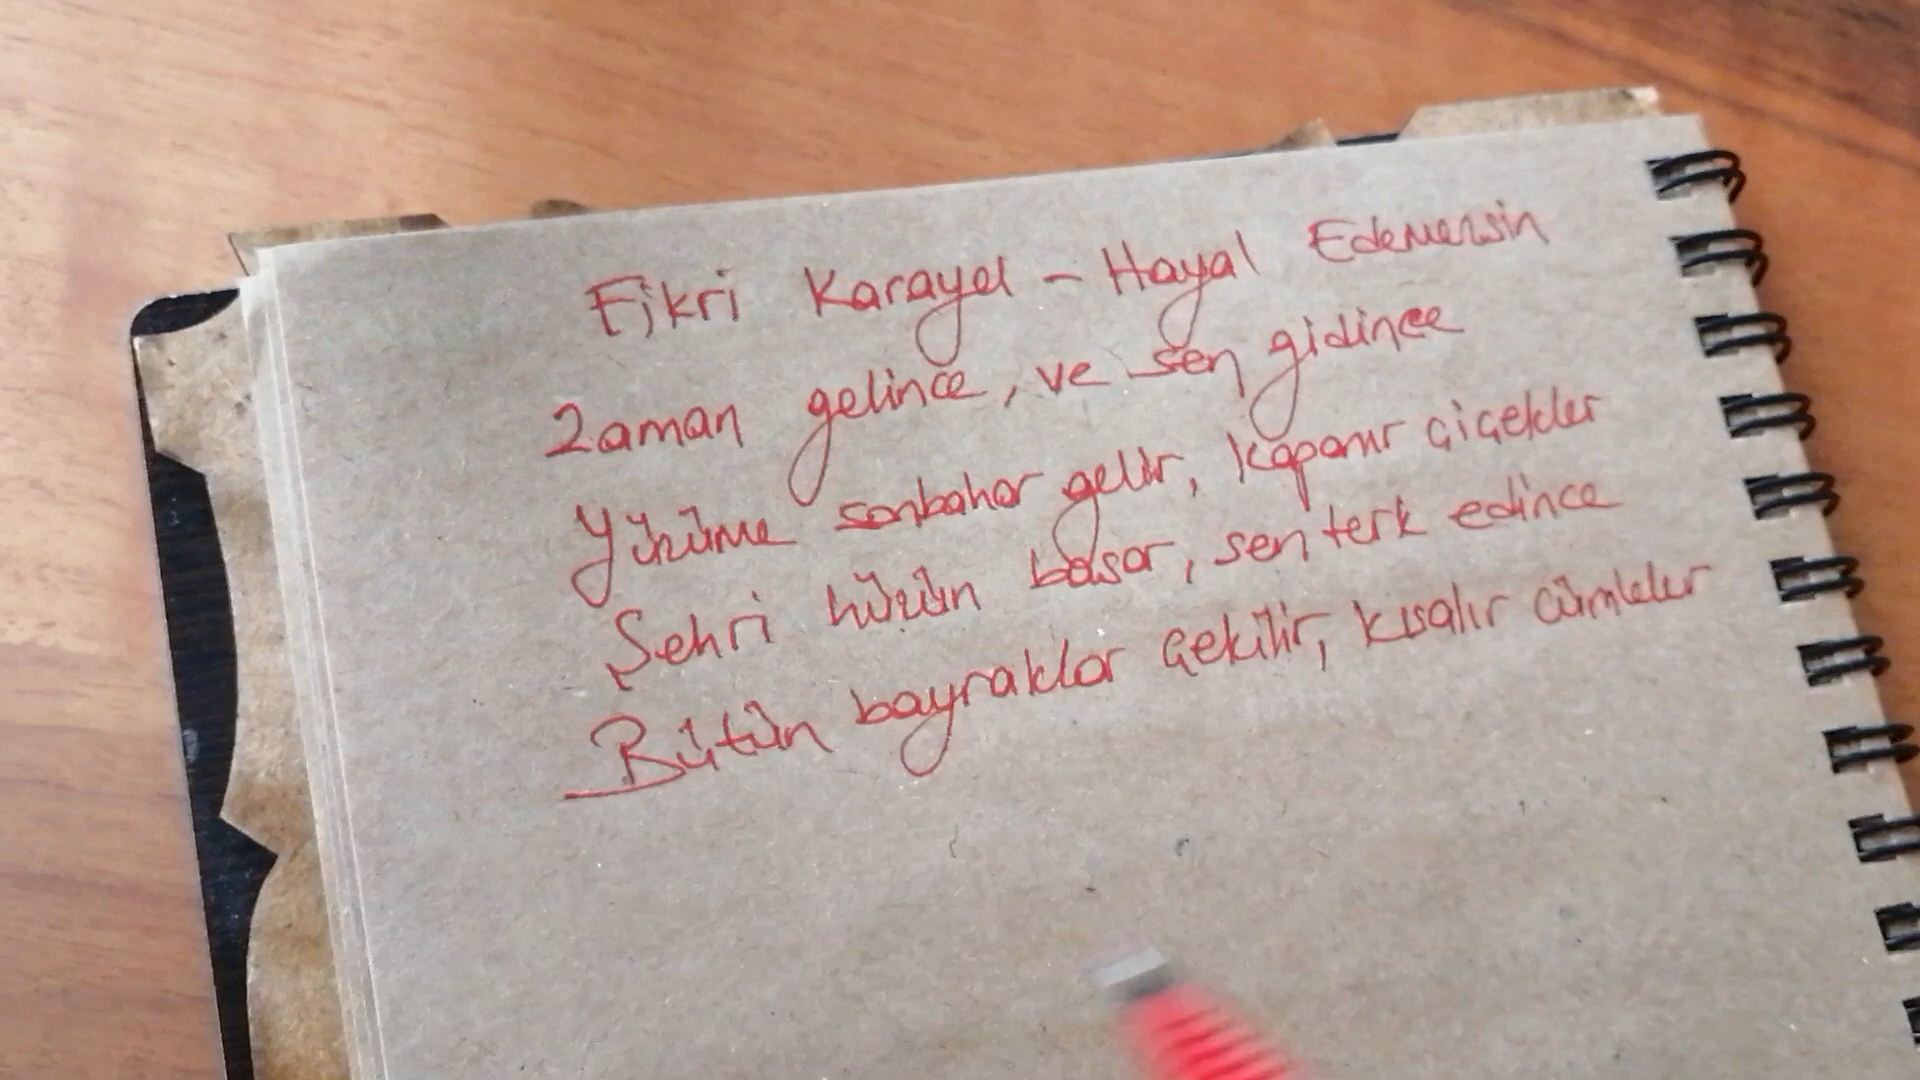 Fikri Karayel - Hayal Edemezsin
Zaman gelince, ve sen gidince
Yüzüme sonbahar gelir, kapanır çiçekler
Şehri hüzün basar, sen terk edince
Bütün bayraklar çekilir, kısalır cümleler